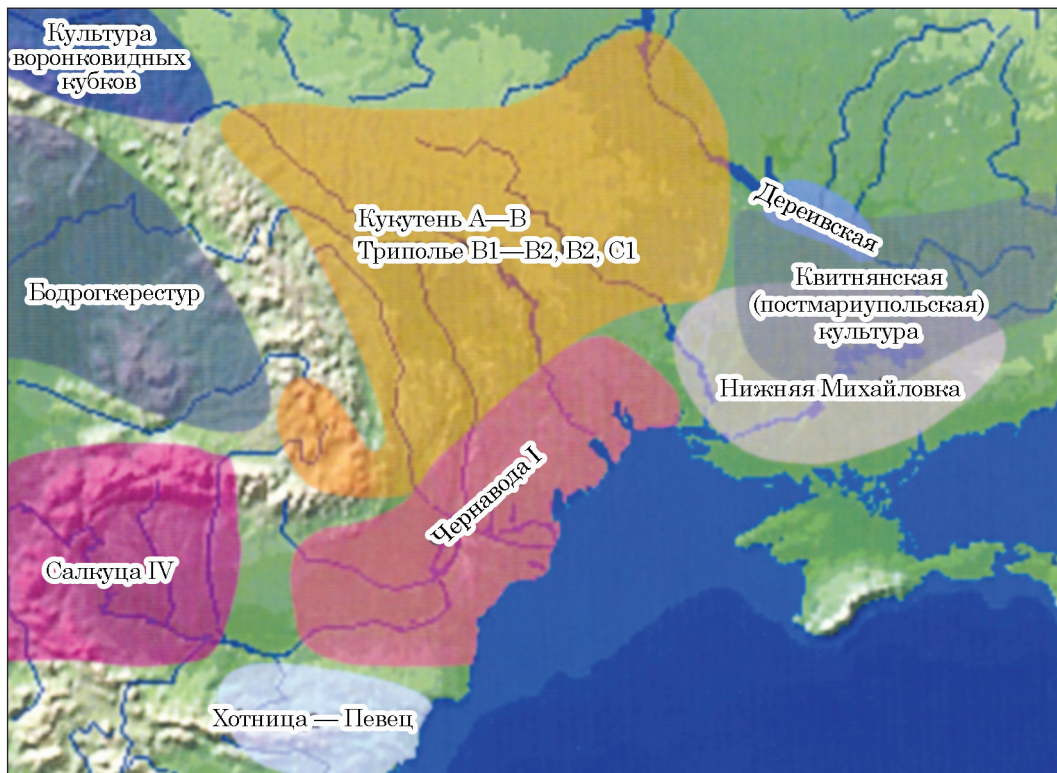 Культура
воронковидных
кубков
Кукутень А—В
Триполье В1—В2, В2, С1
Дереивская
Бодрогкерестур
Квитнянская
(постмариупольская)
культура
Нижняя Михайловка
Чернавода I
Салкуца IV
Хотница — Певец